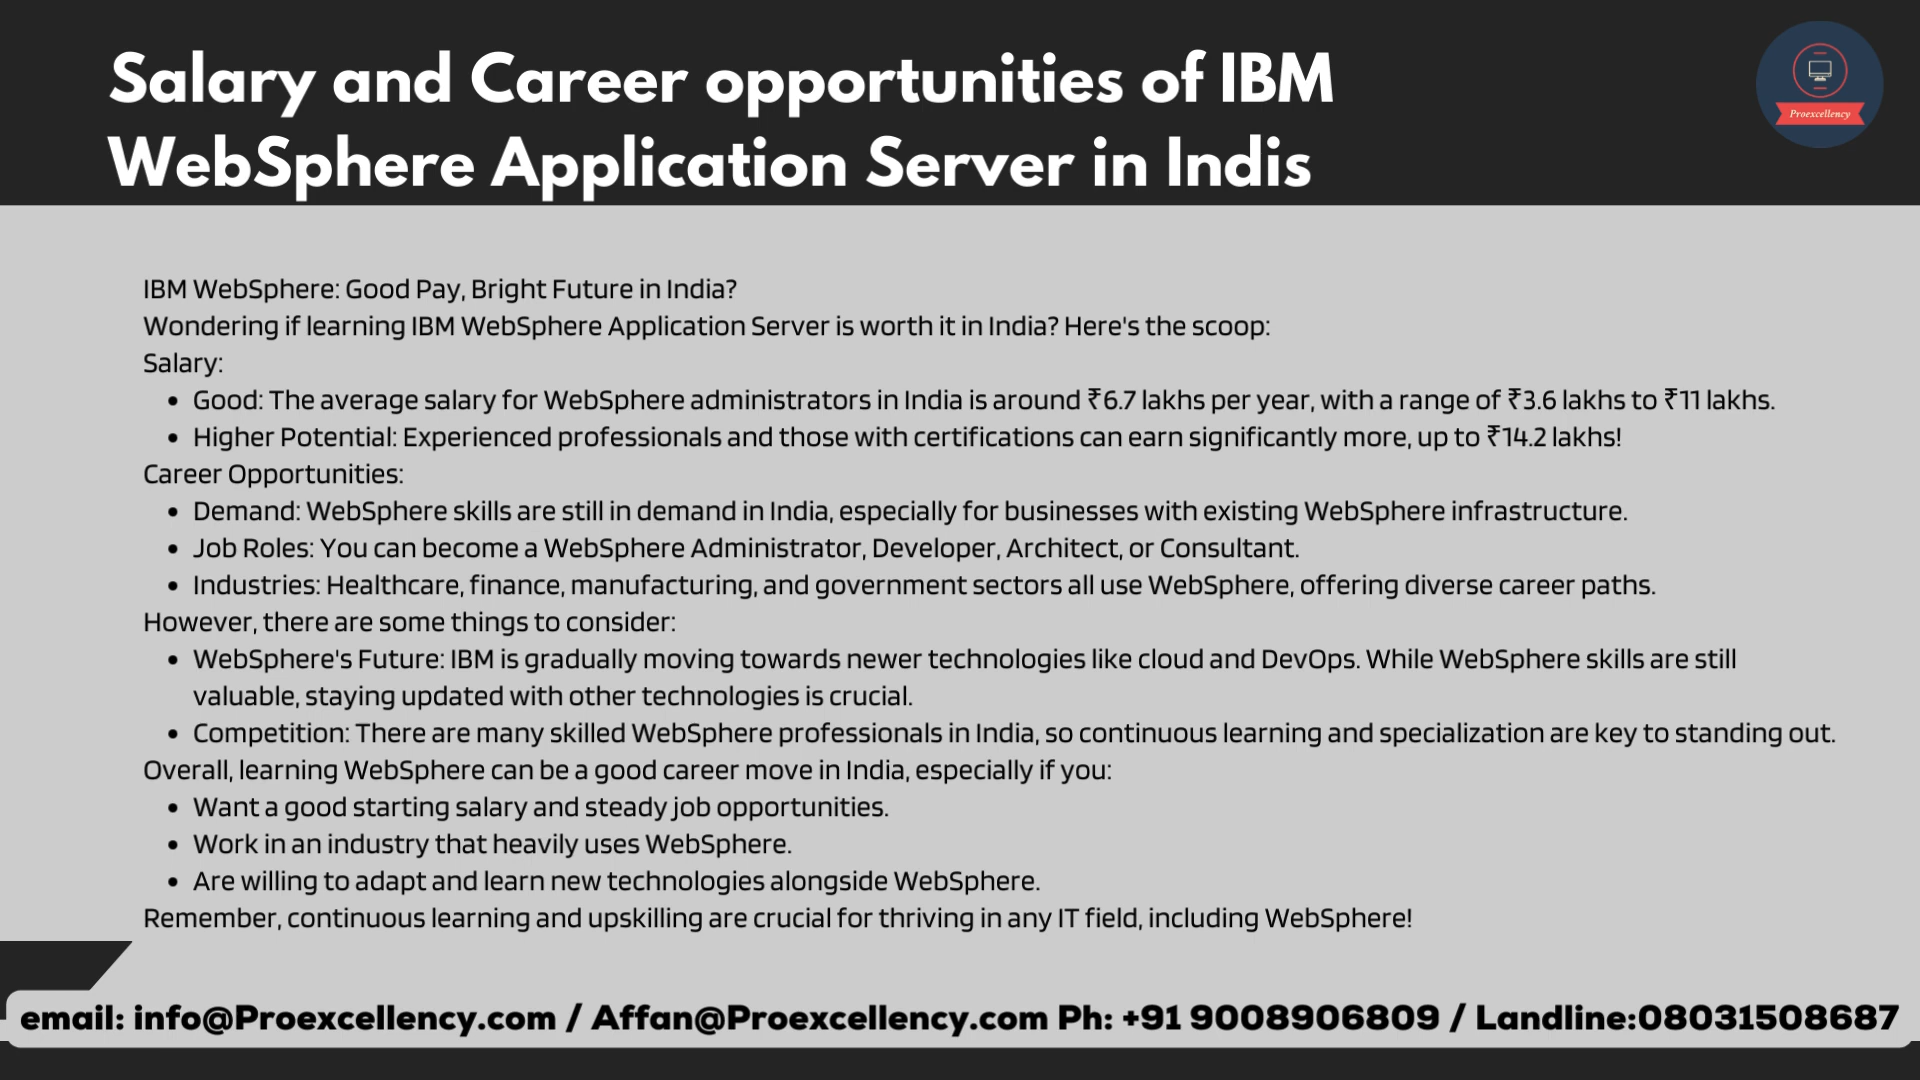 Salary and Career opportunities of IBM
WebSphere Application Server in Indis
Proexcellency
IBM WebSphere: Good Pay, Bright Future in India?
Wondering if learning IBM WebSphere Application Server is worth it in India? Here's the scoop:
Salary:
• Good: The average salary for WebSphere administrators in India is around ₹6.7 lakhs per year, with a range of ₹3.6 lakhs to ₹11 lakhs.
• Higher Potential: Experienced professionals and those with certifications can earn significantly more, up to ₹14.2 lakhs!
Career Opportunities:
• Demand: WebSphere skills are still in demand in India, especially for businesses with existing WebSphere infrastructure.
• Job Roles: You can become a WebSphere Administrator, Developer, Architect, or Consultant.
• Industries: Healthcare, finance, manufacturing, and government sectors all use WebSphere, offering diverse career paths.
However, there are some things to consider:
• WebSphere's Future: IBM is gradually moving towards newer technologies like cloud and DevOps. While WebSphere skills are still
valuable, staying updated with other technologies is crucial.
• Competition: There are many skilled WebSphere professionals in India, so continuous learning and specialization are key to standing out.
Overall, learning WebSphere can be a good career move in India, especially if you:
• Want a good starting salary and steady job opportunities.
• Work in an industry that heavily uses WebSphere.
• Are willing to adapt and learn new technologies alongside WebSphere.
Remember, continuous learning and upskilling are crucial for thriving in any IT field, including WebSphere!
email: info@Proexcellency.com / Affan@Proexcellency.com Ph: +91 9008906809 / Landline:08031508687